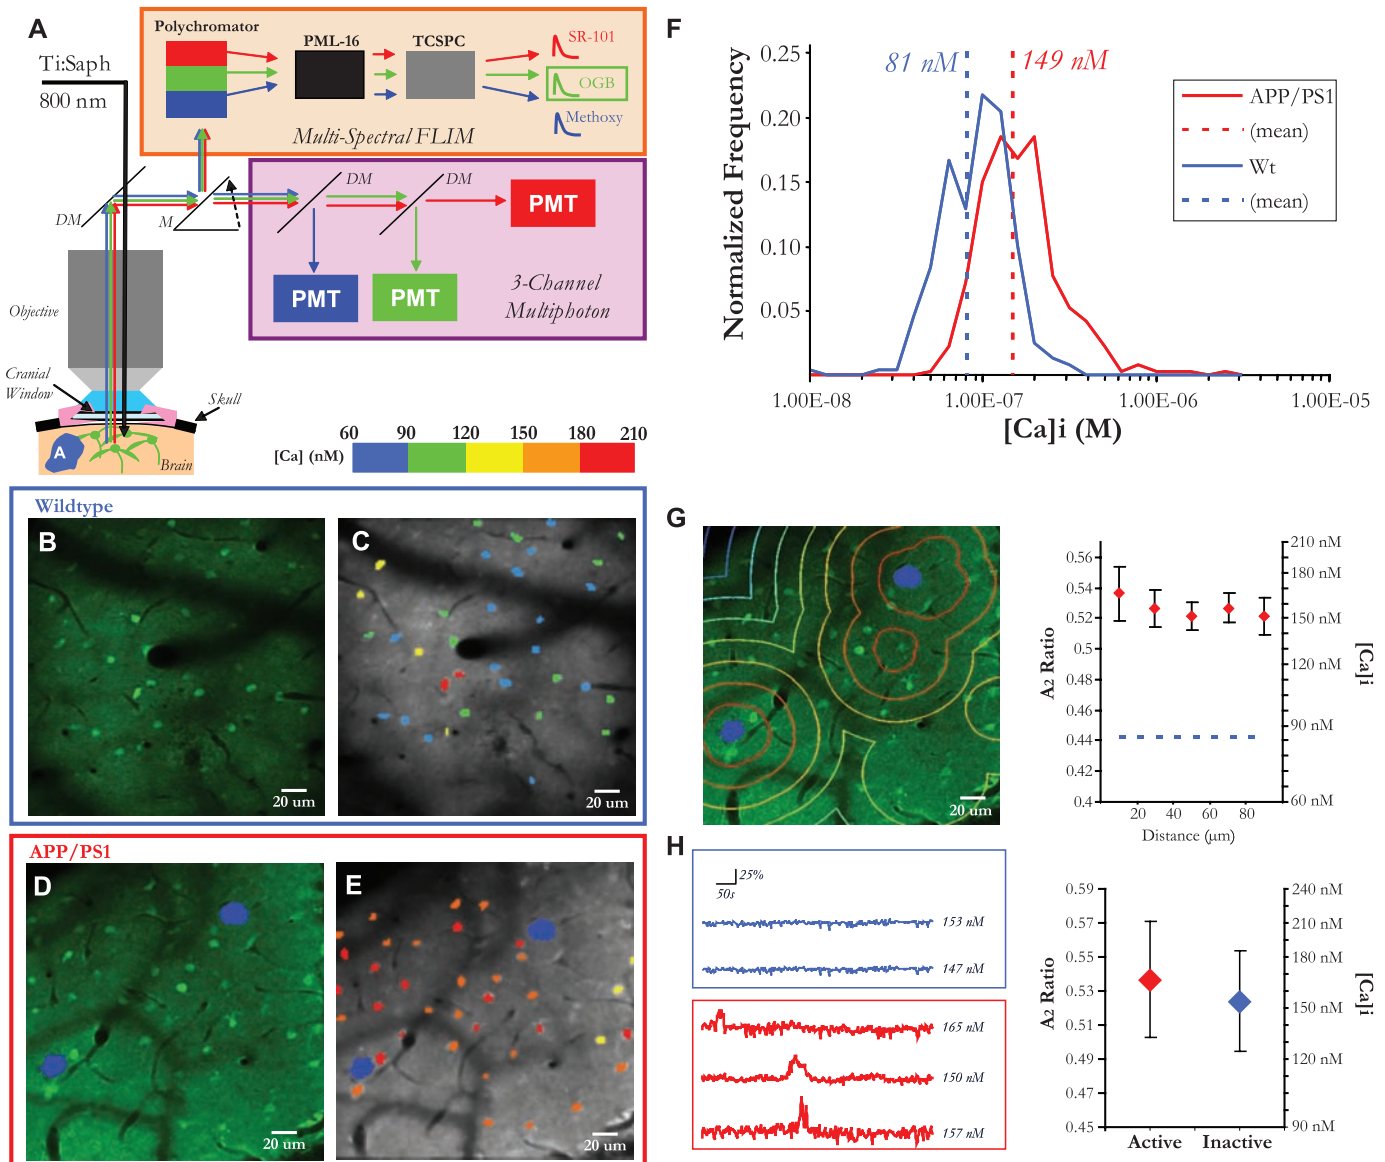 A
Polychromator
PML-16
TCSPC
SR-101
OGB
Methoxy
Multi-Spectral FLIM
Ti:Saph
800 nm
DM
M
DM
DM
PMT
PMT
PMT
3-Channel
Multiphoton
Objective
Cranial
Window
Skull
A
Brain
[Ca] (nM)
60 90 120 150 180 210
Wildtype
B
20 um
C
20 um
APP/PS1
D
20 um
E
20 um
F
Normalized Frequency
0.25
0.20
0.15
0.10
0.05
81 nM
149 nM
APP/PS1
(mean)
Wt
(mean)
1.00E-08 1.00E-07 1.00E-06 1.00E-05
[Ca]i (M)
G
20 um
A2 Ratio
0.56
0.54
0.52
0.5
0.48
0.46
0.44
0.42
0.4
20 40 60 80
Distance (µm)
210 nM
180 nM
150 nM
120 nM
90 nM
60 nM
[Ca]i
H
25%
50s
153 nM
147 nM
165 nM
150 nM
157 nM
A2 Ratio
0.59
0.57
0.55
0.53
0.51
0.49
0.47
0.45
Active Inactive
240 nM
210 nM
180 nM
150 nM
120 nM
90 nM
[Ca]i